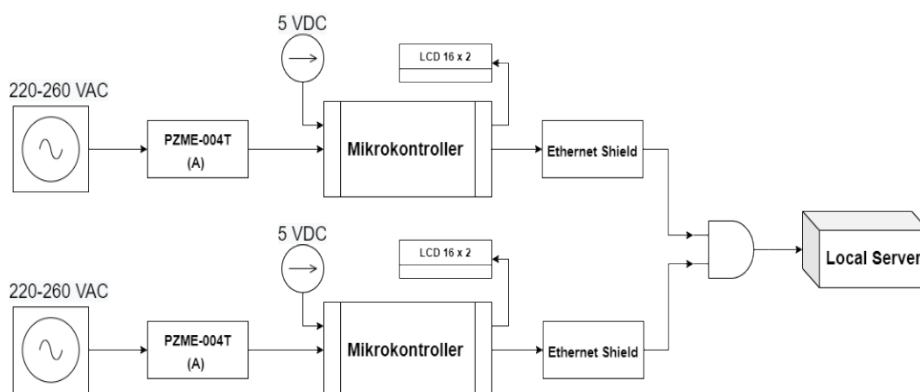 5 VDC
LCD 16 x 2
220-260 VAC
PZME-004T
(A)
Mikrokontroller
Ethernet Shield
5 VDC
LCD 16 x 2
Local Server
220-260 VAC
PZME-004T
(A)
Mikrokontroller
Ethernet Shield